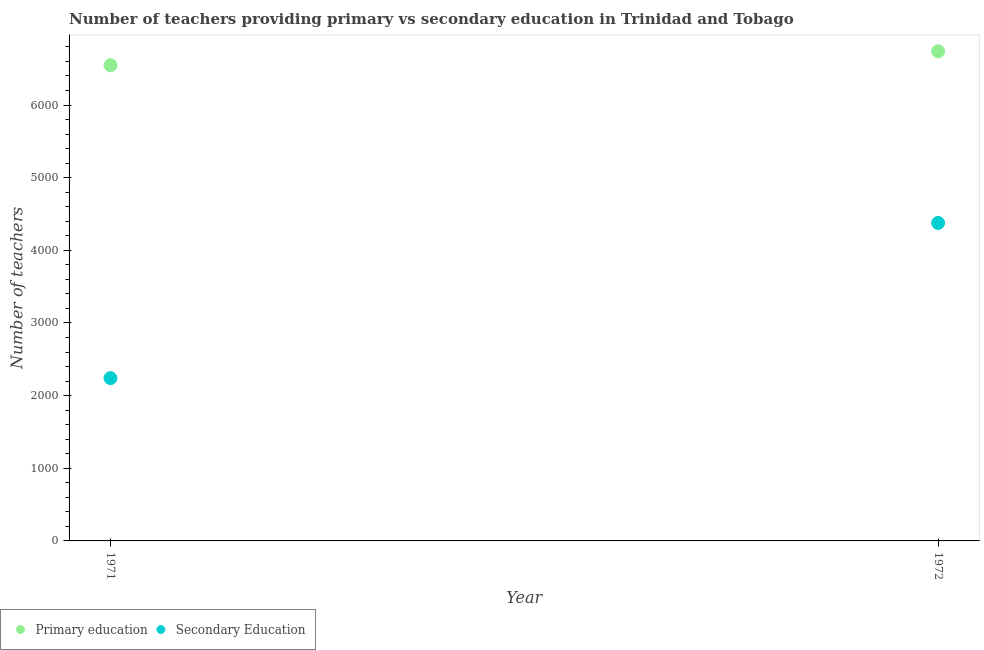 Number of teachers providing primary vs secondary education in Trinidad and Tobago
Number of teachers
6000
5000
4000
3000
2000
1000
0
1971
1972
Year
Primary education
Secondary Education